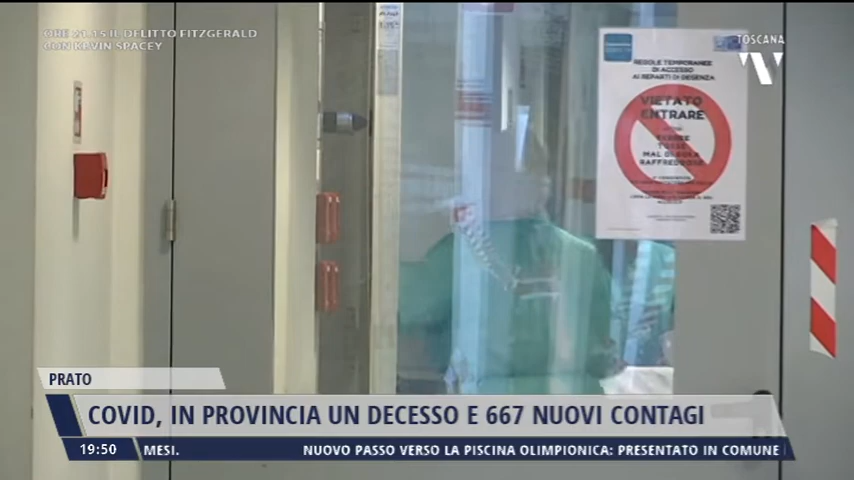 ORE 21.15 IL DELITTO FITZGERALD
CON KEVIN SPACEY
TOSCANA
REGOLE TEMPORANEE
DI ACCESSO
AI REPARTI DI DEGENZA
VIETATO
ENTRARE
FEBBRE
TOSSE
MAL DI GOLA
RAFFREDDORE
PRATO
COVID, IN PROVINCIA UN DECESSO E 667 NUOVI CONTAGI
19:50
MESI.
NUOVO PASSO VERSO LA PISCINA OLIMPIONICA: PRESENTATO IN COMUNE